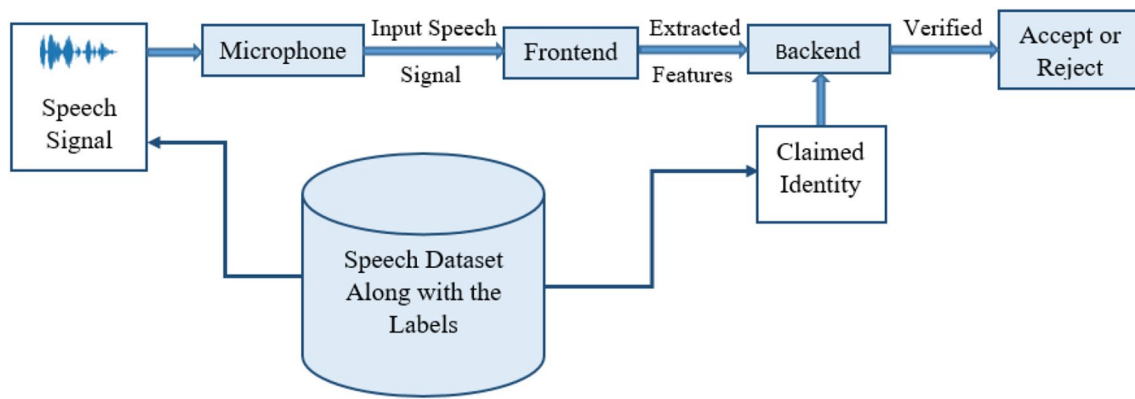 Speech
Signal
Microphone
Input Speech
Signal
Frontend
Extracted
Features
Backend
Verified
Accept or
Reject
Claimed
Identity
Speech Dataset
Along with the
Labels